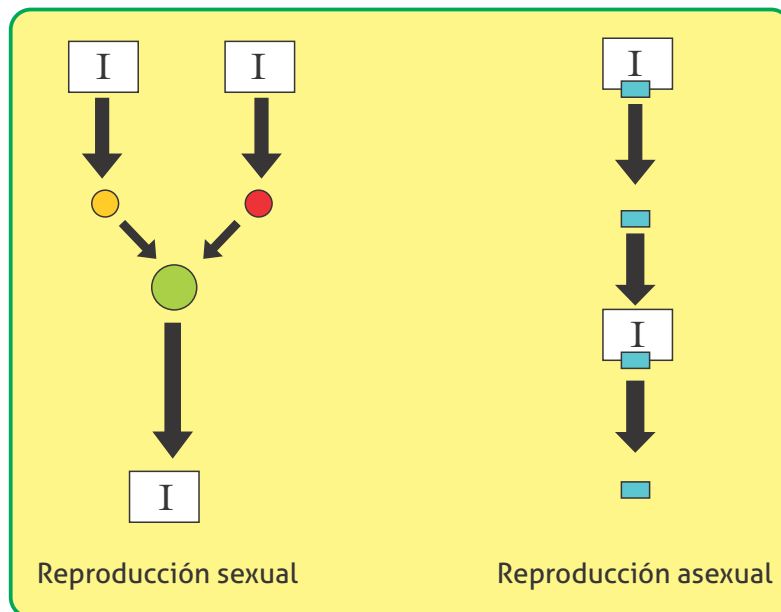 I I
I
Reproducción sexual
I
I
Reproducción asexual